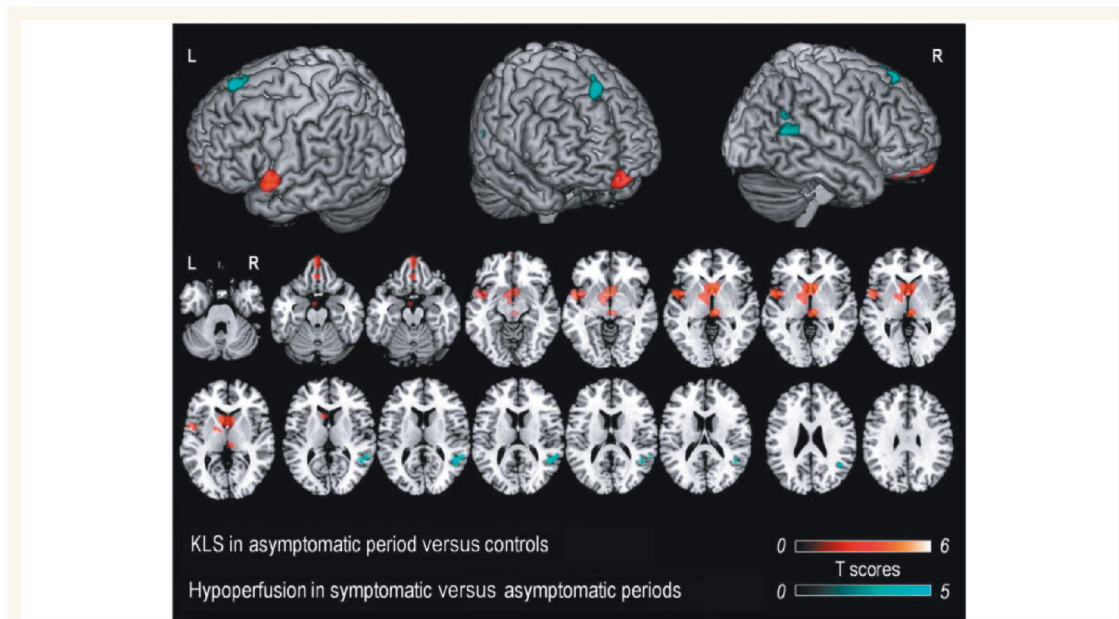 L R
L R
KLS in asymptomatic period versus controls 0 6
T scores
Hypoperfusion in symptomatic versus asymptomatic periods 0 5